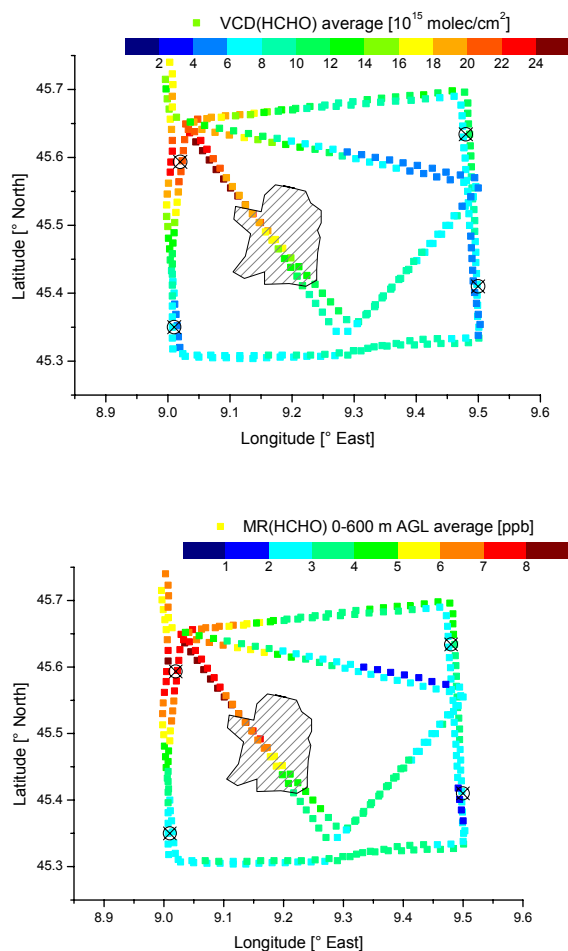 VCD(HCHO) average [10¹⁵ molec/cm²]
2 4 6 8 10 12 14 16 18 20 22 24
45.7
45.6
45.5
45.4
45.3
Latitude [° North]
8.9 9.0 9.1 9.2 9.3 9.4 9.5 9.6
Longitude [° East]
MR(HCHO) 0-600 m AGL average [ppb]
1 2 3 4 5 6 7 8
45.7
45.6
45.5
45.4
45.3
Latitude [° North]
8.9 9.0 9.1 9.2 9.3 9.4 9.5 9.6
Longitude [° East]